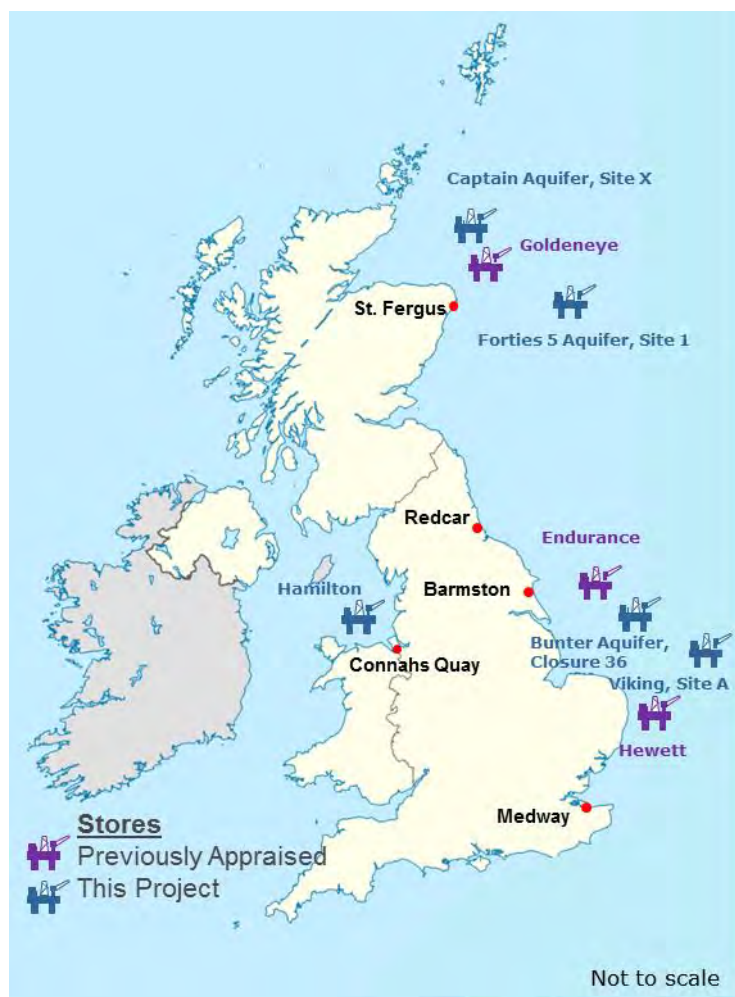 Captain Aquifer, Site X
Goldeneye
St. Fergus
Forties 5 Aquifer, Site 1
Redcar
Endurance
Hamilton
Barmston
Bunter Aquifer,
Closure 36
Connahs Quay
Viking, Site A
Hewett
Medway
Stores
Previously Appraised
This Project
Not to scale